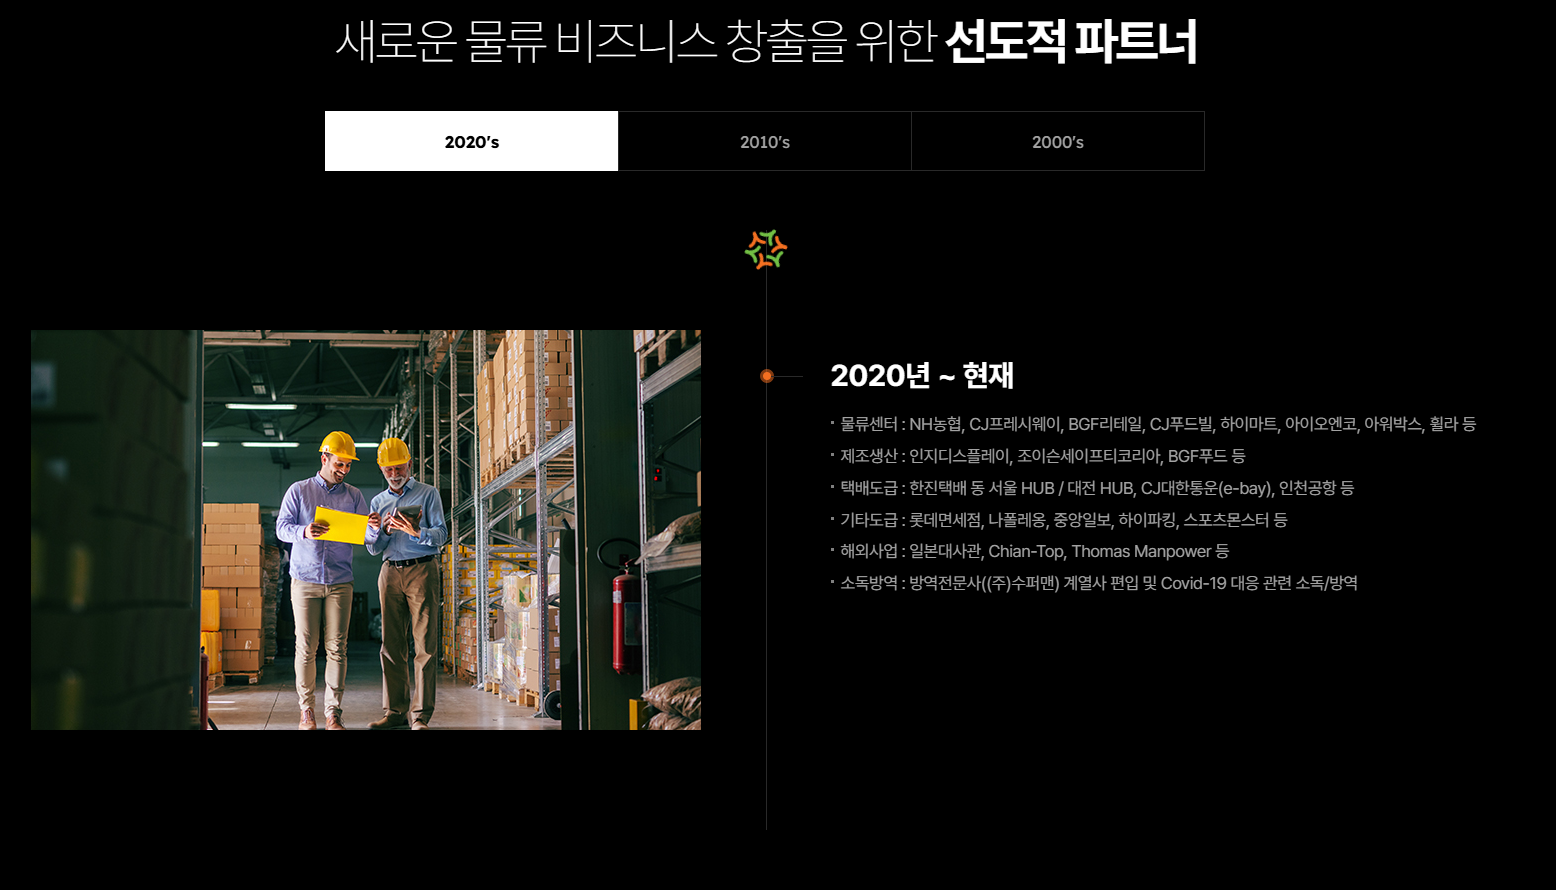 새로운 물류 비즈니스 창출을 위한 선도적 파트너
2020's
2010's
2000's
2020년 ~ 현재
물류센터 : NH농협, CJ프레시웨이, BGF리테일, CJ푸드빌, 하이마트, 아이오엔코, 아워박스, 휠라 등
제조생산 : 인지디스플레이, 조이슨세이프티코리아, BGF푸드 등
택배도급 : 한진택배 동 서울 HUB / 대전 HUB, CJ대한통운(e-bay), 인천공항 등
기타도급 : 롯데면세점, 나폴레옹, 중앙일보, 하이파킹, 스포츠몬스터 등
해외사업 : 일본대사관, Chian-Top, Thomas Manpower 등
소독방역 : 방역전문사((주)수퍼맨) 계열사 편입 및 Covid-19 대응 관련 소독/방역